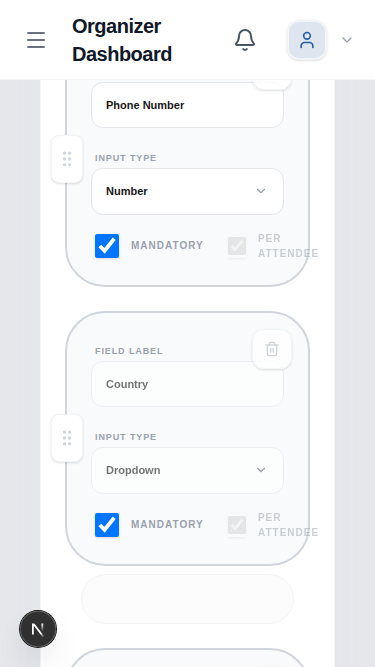 Organizer
Dashboard
Phone Number
INPUT TYPE
Number
MANDATORY
PER
ATTENDEE
FIELD LABEL
Country
INPUT TYPE
Dropdown
MANDATORY
PER
ATTENDEE
N